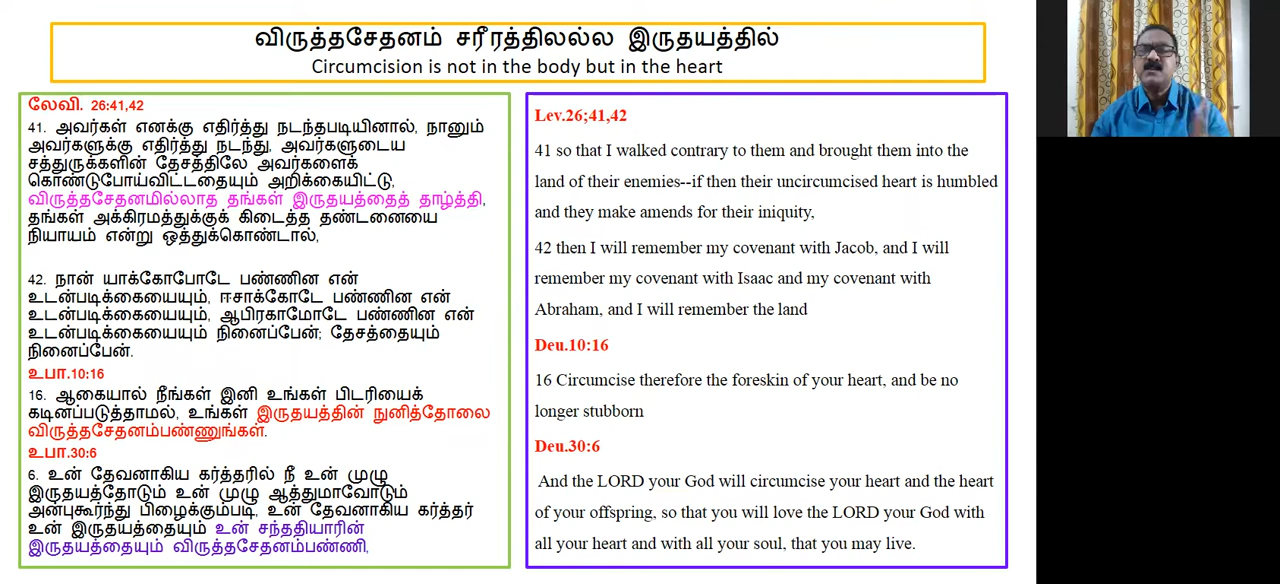 விருத்தசேதனம் சரீரத்திலல்ல இருதயத்தில்
Circumcision is not in the body but in the heart
லேவி. 26:41,42
41. அவர்கள் எனக்கு எதிர்த்து நடந்தபடியினால், நானும்
அவர்களுக்கு எதிர்த்து நடந்து, அவர்களுடைய
சத்துருக்களின் தேசத்திலே அவர்களைக்
கொண்டுபோய்விட்டதையும் அறிக்கையிட்டு,
விருத்தசேதனமில்லாத தங்கள் இருதயத்தைத் தாழ்த்தி,
தங்கள் அக்கிரமத்துக்குக் கிடைத்த தண்டனையை
நியாயம் என்று ஒத்துக்கொண்டால்,
42. நான் யாக்கோபோடே பண்ணின என்
உடன்படிக்கையையும், ஈசாக்கோடே பண்ணின என்
உடன்படிக்கையையும், ஆபிரகாமோடே பண்ணின என்
உடன்படிக்கையையும் நினைப்பேன்; தேசத்தையும்
நினைப்பேன்.
உபா.10:16
16. ஆகையால் நீங்கள் இனி உங்கள் பிடரியைக்
கடினப்படுத்தாமல், உங்கள் இருதயத்தின் நுனித்தோலை
விருத்தசேதனம்பண்ணுங்கள்.
உபா.30:6
6. உன் தேவனாகிய கர்த்தரில் நீ உன் முழு
இருதயத்தோடும் உன் முழு ஆத்துமாவோடும்
அன்புகூர்ந்து பிழைக்கும்படி, உன் தேவனாகிய கர்த்தர்
உன் இருதயத்தையும் உன் சந்ததியாரின்
இருதயத்தையும் விருத்தசேதனம்பண்ணி,
Lev.26;41,42
41 so that I walked contrary to them and brought them into the
land of their enemies--if then their uncircumcised heart is humbled
and they make amends for their iniquity,
42 then I will remember my covenant with Jacob, and I will
remember my covenant with Isaac and my covenant with
Abraham, and I will remember the land
Deu.10:16
16 Circumcise therefore the foreskin of your heart, and be no
longer stubborn
Deu.30:6
And the LORD your God will circumcise your heart and the heart
of your offspring, so that you will love the LORD your God with
all your heart and with all your soul, that you may live.